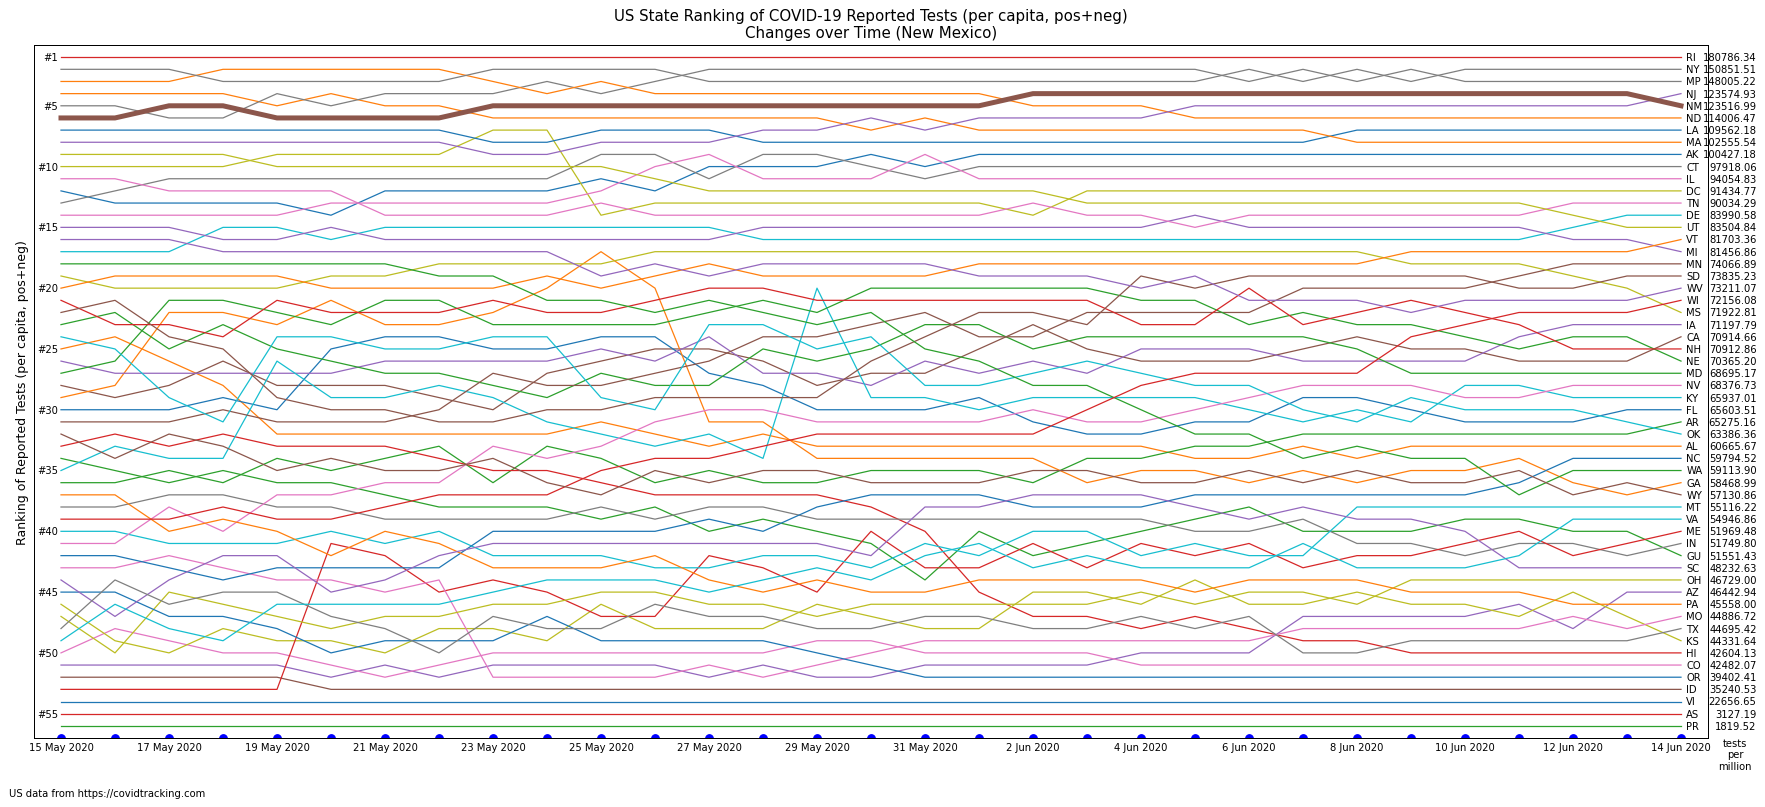 US State Ranking of COVID-19 Reported Tests (per capita, pos+neg)
Changes over Time (New Mexico)
Ranking of Reported Tests (per capita, pos+neg)
#1
#5
#10
#15
#20
#25
#30
#35
#40
#45
#50
#55
RI 180786.34
NY 150851.51
MP 148005.22
NJ 123574.93
NM 123516.99
ND 114006.47
LA 109562.18
MA 102555.54
AK 100427.18
CT 97918.06
IL 94054.83
DC 91434.77
TN 90034.29
DE 83990.58
UT 83504.84
VT 81703.36
MI 81456.86
MN 74066.89
SD 73835.23
WV 73211.07
WI 72156.08
MS 71922.81
IA 71197.79
CA 70914.66
NH 70912.86
NE 70365.20
MD 68695.17
NV 68376.73
KY 65937.01
FL 65603.51
AR 65275.16
OK 63386.36
AL 60665.67
NC 59794.52
WA 59113.90
GA 58468.99
WY 57130.86
MT 55116.22
VA 54946.86
ME 51969.48
IN 51749.80
GU 51551.43
SC 48232.63
OH 46729.00
AZ 46442.94
PA 45558.00
MO 44886.72
TX 44695.42
KS 44331.64
HI 42604.13
CO 42482.07
OR 39402.41
ID 35240.53
VI 22656.65
AS 3127.19
PR 1819.52
15 May 2020 17 May 2020 19 May 2020 21 May 2020 23 May 2020 25 May 2020 27 May 2020 29 May 2020 31 May 2020 2 Jun 2020 4 Jun 2020 6 Jun 2020 8 Jun 2020 10 Jun 2020 12 Jun 2020 14 Jun 2020
tests
per
million
US data from https://covidtracking.com